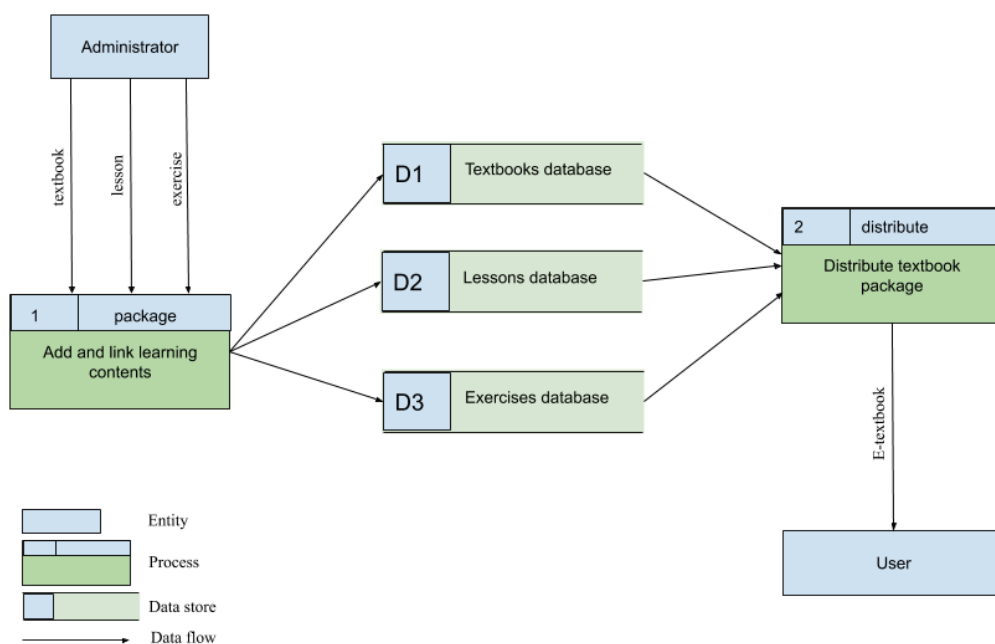 Administrator
textbook
lesson
exercise
1
package
Add and link learning
contents
D1
Textbooks database
D2
Lessons database
D3
Exercises database
2
distribute
Distribute textbook
package
E-textbook
User
Entity
Process
Data store
Data flow